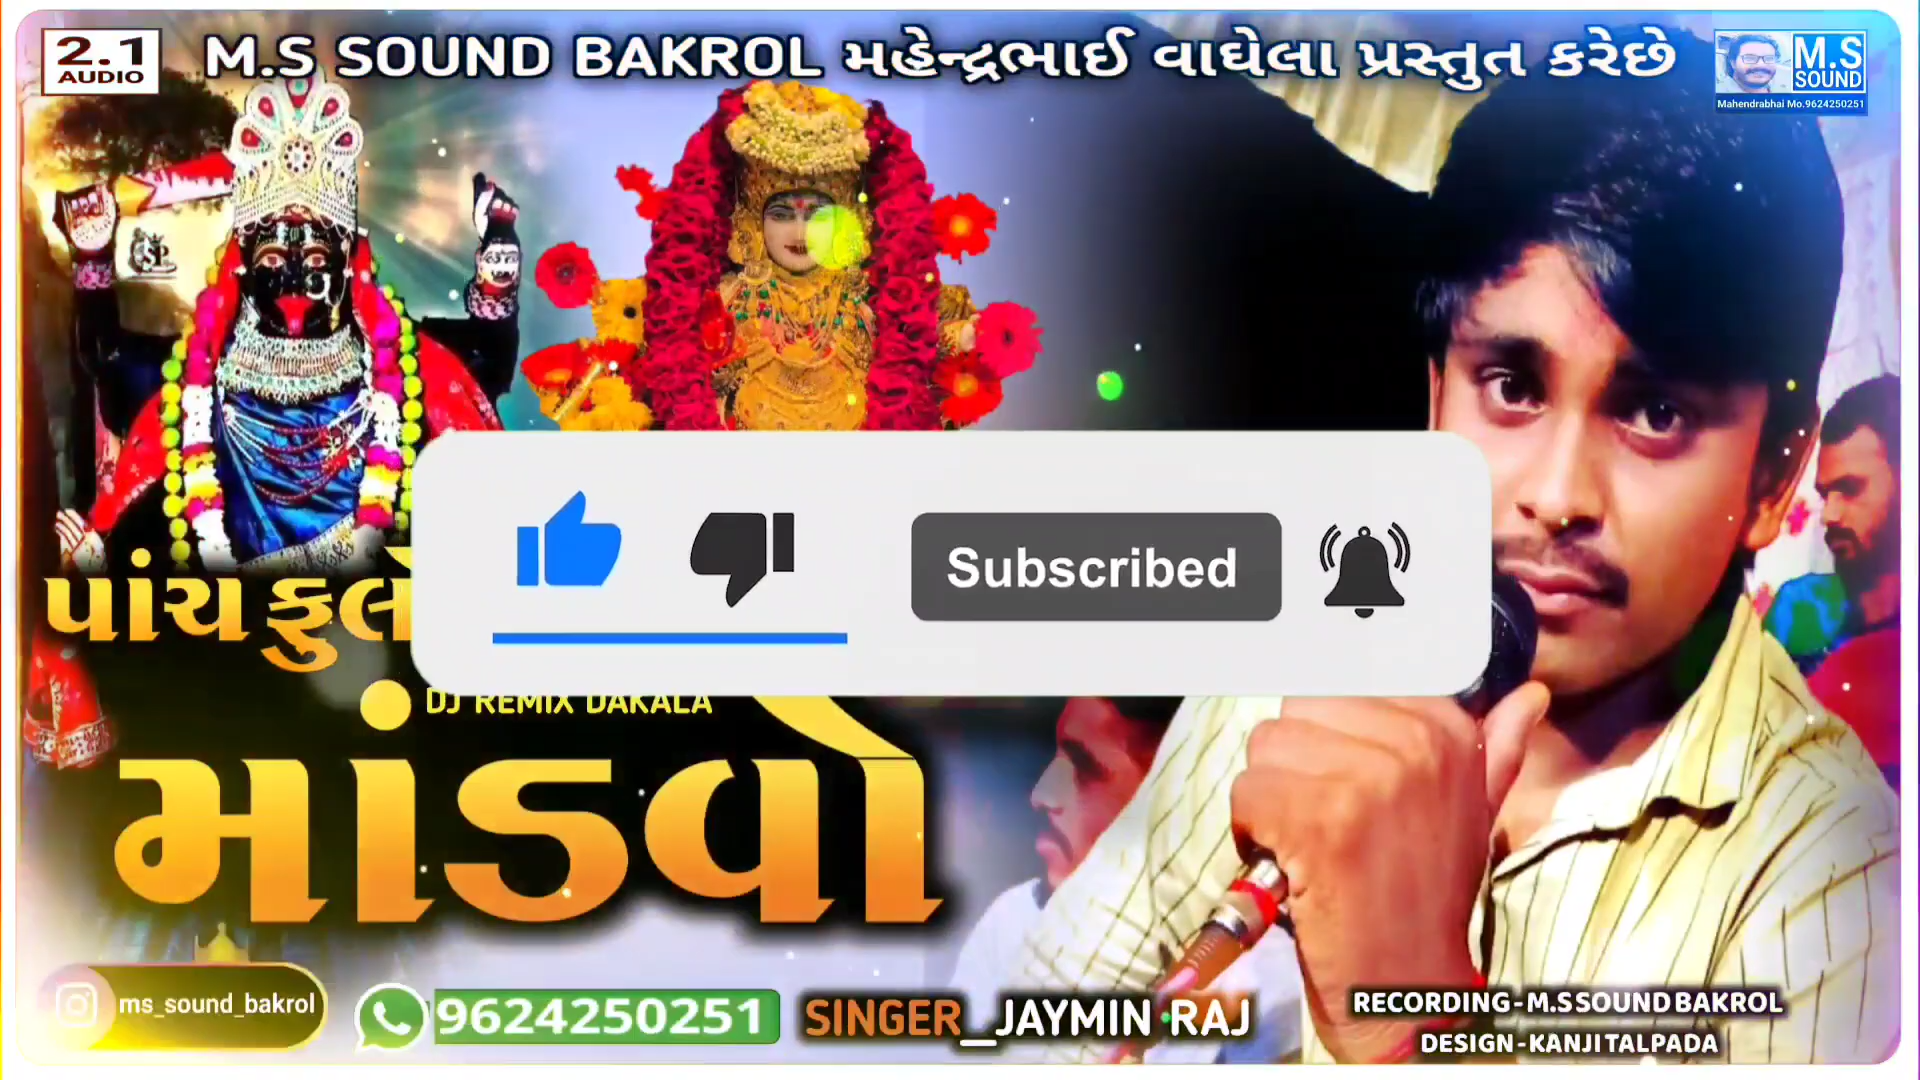 2.1
AUDIO
M.S SOUND BAKROL મહેન્દ્રભાઈ વાઘેલા પ્રસ્તુત કરેછે
M.S
SOUND
Mahendrabhai Mo.9624250251
SP
Subscribed
પાંચ
DJ REMIX DAKALA
માંડવો
ms_sound_bakrol
9624250251
SINGER_JAYMIN RAJ
RECORDING-M.S SOUND BAKROL
DESIGN-KANJI TALPADA